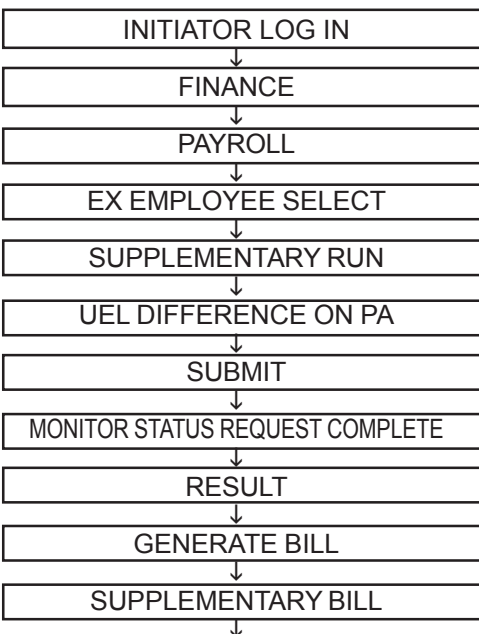 INITIATOR LOG IN
FINANCE
PAYROLL
EX EMPLOYEE SELECT
SUPPLEMENTARY RUN
UEL DIFFERENCE ON PA
SUBMIT
MONITOR STATUS REQUEST COMPLETE
RESULT
GENERATE BILL
SUPPLEMENTARY BILL